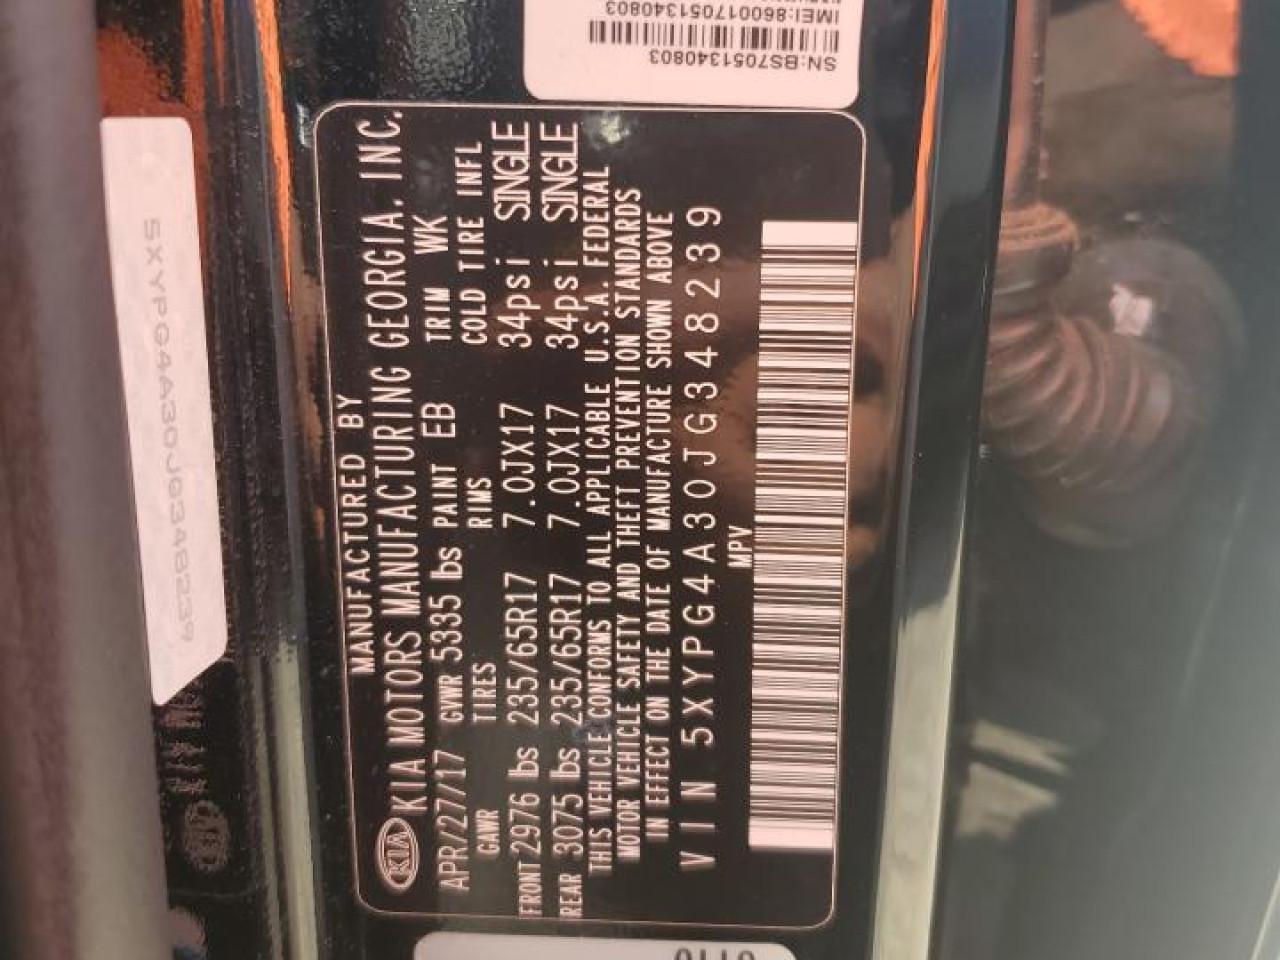 MANUFACTURED BY
KIA KIA MOTORS MANUFACTURING GEORGIA, INC.
APR/27/17 GVWR 5335 lbs PAINT EB TRIM WK
GAWR TIRES RIMS COLD TIRE INFL
FRONT 2976 lbs 235/65R17 7.0JX17 34psi SINGLE
REAR 3075 lbs 235/65R17 7.0JX17 34psi SINGLE
THIS VEHICLE CONFORMS TO ALL APPLICABLE U.S.A. FEDERAL
MOTOR VEHICLE SAFETY AND THEFT PREVENTION STANDARDS
IN EFFECT ON THE DATE OF MANUFACTURE SHOWN ABOVE
VIN 5XYPG4A30JG348239
MPV
5XYPG4A30JG348239
SN:BS7051340803
IMEI:860017051340803